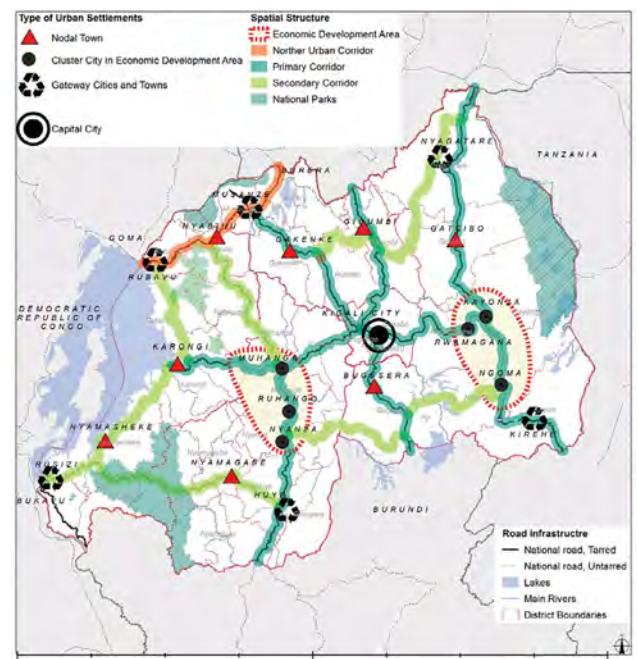 Type of Urban Settlements
Nodal Town
Cluster City in Economic Development Area
Gateway Cities and Towns
Capital City
Spatial Structure
Economic Development Area
Norther Urban Corridor
Primary Corridor
Secondary Corridor
National Parks
NYAGATARE
TANZANIA
BURERA
MUSANZE
GOMA
NYABIHU
GICUMBI
GAKENKE
GATSIBO
RUBAVU
DEMOCRATIC
REPUBLIC OF
CONGO
KIGALI CITY
KAYONZA
RWAMAGANA
KARONGI
MUHANGA
NGOMA
BUGESERA
RUHANGO
NYAMASHEKE
NYANZA
KIREHE
RUSIZI
NYAMAGABE
BUKAVU
HUY
BURUNDI
Road infrastructre
National road, Tarred
National road, Untarred
Lakes
Main Rivers
District Boundaries